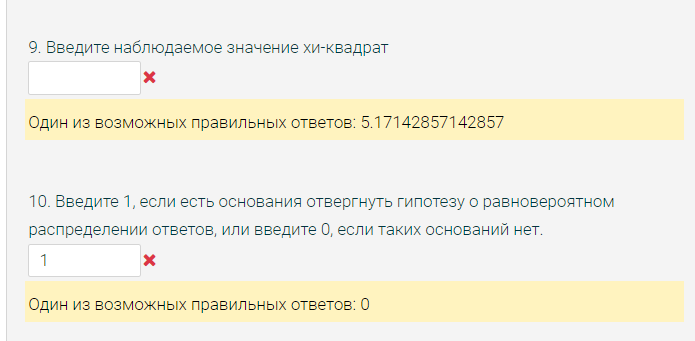 9. Введите наблюдаемое значение хи-квадрат
Один из возможных правильных ответов: 5.17142857142857
10. Введите 1, если есть основания отвергнуть гипотезу о равновероятном
распределении ответов, или введите 0, если таких оснований нет.
1
Один из возможных правильных ответов: 0